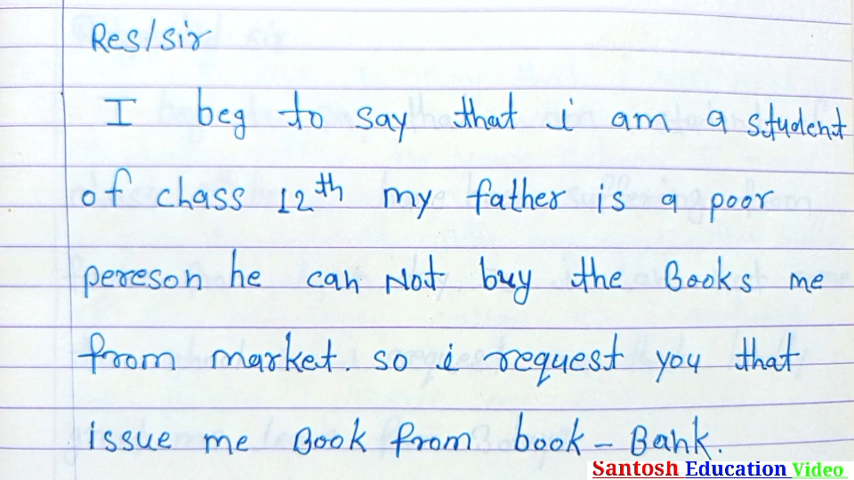 Res/sir
I beg to say that i am a student
of chass 12th my father is a poor
pereson he can Not buy the Books me
from market. so i request you that
issue me Book from book - Bank.
Santosh Education Video